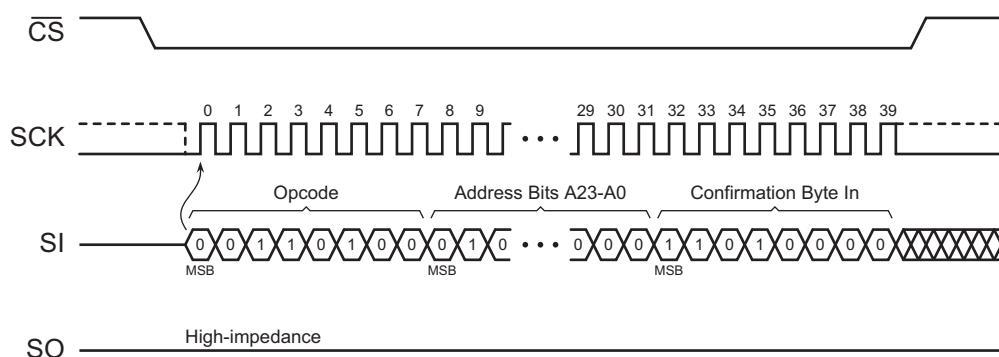 CS
0 1 2 3 4 5 6 7 8 9 29 30 31 32 33 34 35 36 37 38 39
SCK
Opcode Address Bits A23-A0 Confirmation Byte In
SI 0 0 1 1 0 1 0 0 0 1 0 0 0 0 1 1 0 1 0 0 0 0
MSB MSB MSB
High-impedance
SO